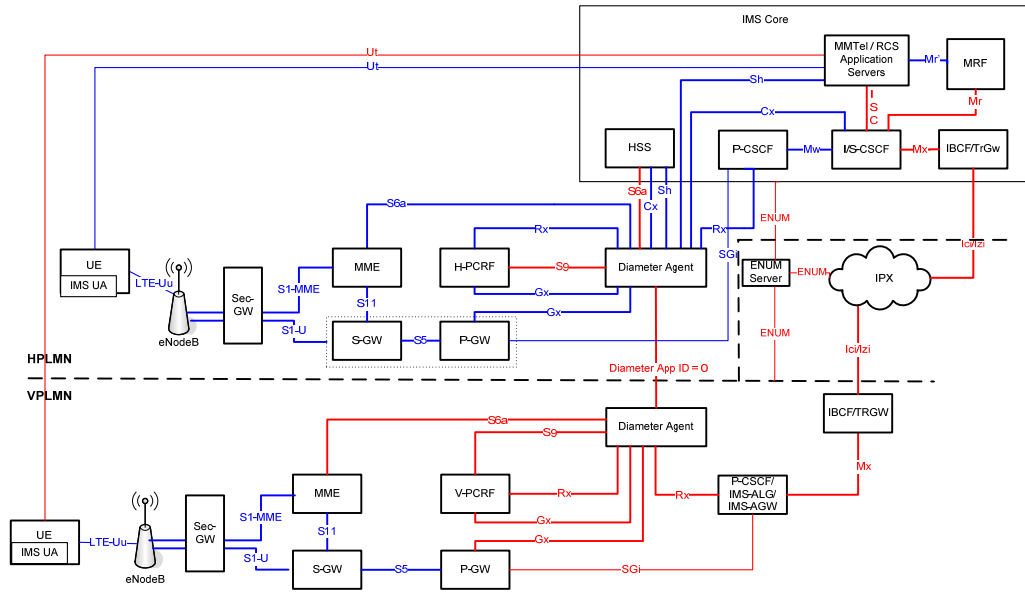 IMS Core
MMTel / RCS
Application
Servers
MRF
Mr'
Ut
Ut
Sh
I
S
C
Mr
Cx
HSS
P-CSCF
Mw
I/S-CSCF
Mx
IBCF/TrGw
S6a
Cx
Sh
S6a
ENUM
Rx
Rx
SGi
Ici/Izi
UE
IMS UA
LTE-Uu
eNodeB
Sec-
GW
S1-MME
S1-U
MME
S11
S-GW
S5
P-GW
H-PCRF
S9
Gx
Gx
Diameter Agent
ENUM
Server
ENUM
IPX
ENUM
Ici/Izi
HPLMN
VPLMN
Diameter App ID = 0
Diameter Agent
IBCF/TRGW
S6a
S9
Mx
MME
V-PCRF
Rx
Rx
P-CSCF/
IMS-ALG/
IMS-AGW
Gx
Gx
UE
IMS UA
LTE-Uu
eNodeB
Sec-
GW
S1-MME
S1-U
S11
S-GW
S5
P-GW
SGi